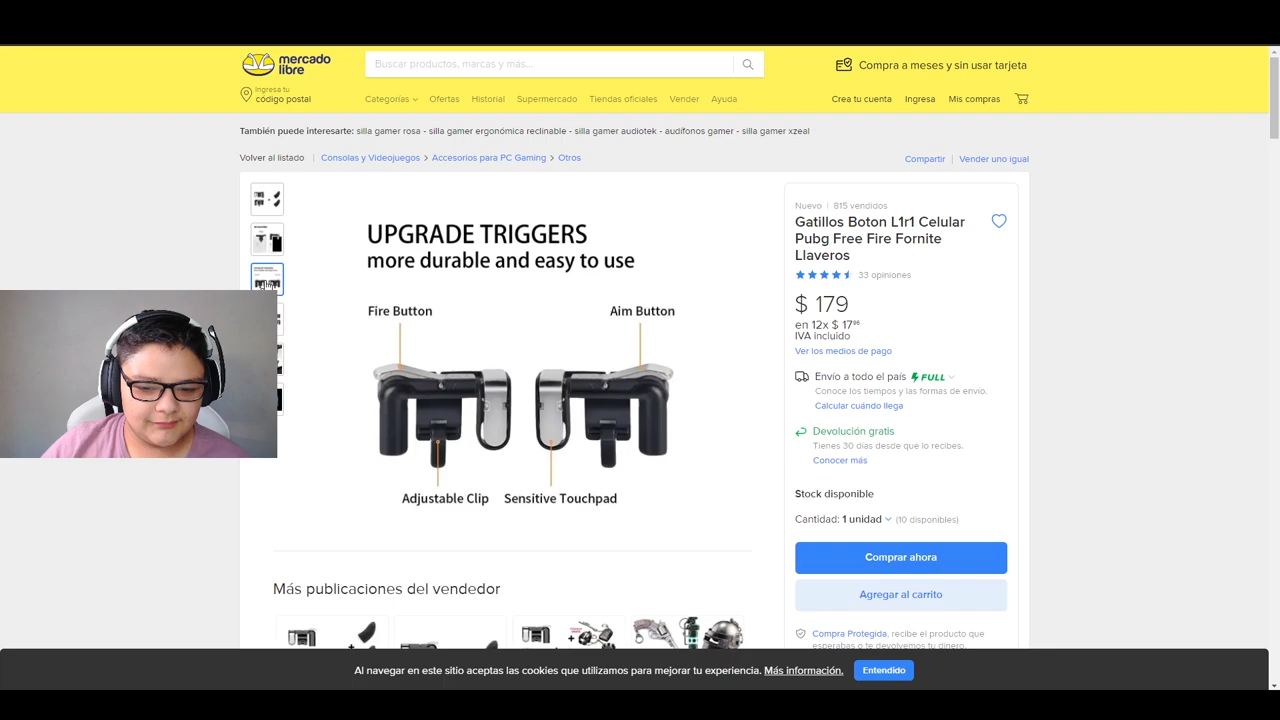 mercado
libre
Buscar productos, marcas y más...
Compra a meses y sin usar tarjeta
Ingresa tu
código postal
Categorías
Ofertas
Historial
Supermercado
Tiendas oficiales
Vender
Ayuda
Crea tu cuenta
Ingresa
Mis compras
También puede interesarte: silla gamer rosa - silla gamer ergonómica reclinable - silla gamer audiotek - audífonos gamer - silla gamer xzeal
Volver al listado
Consolas y Videojuegos > Accesorios para PC Gaming > Otros
Compartir
Vender uno igual
UPGRADE TRIGGERS
more durable and easy to use
Fire Button
Aim Button
Adjustable Clip
Sensitive Touchpad
Más publicaciones del vendedor
Nuevo | 815 vendidos
Gatillos Boton L1r1 Celular
Pubg Free Fire Fornite
Llaveros
33 opiniones
$ 179
en 12x $ 17⁹⁶
IVA incluido
Ver los medios de pago
Envío a todo el país FULL
Conoce los tiempos y las formas de envío.
Calcular cuándo llega
Devolución gratis
Tienes 30 días desde que lo recibes.
Conocer más
Stock disponible
Cantidad: 1 unidad (10 disponibles)
Comprar ahora
Agregar al carrito
Compra Protegida, recibe el producto que
esperabas o te devolvemos tu dinero.
Al navegar en este sitio aceptas las cookies que utilizamos para mejorar tu experiencia. Más información.
Entendido